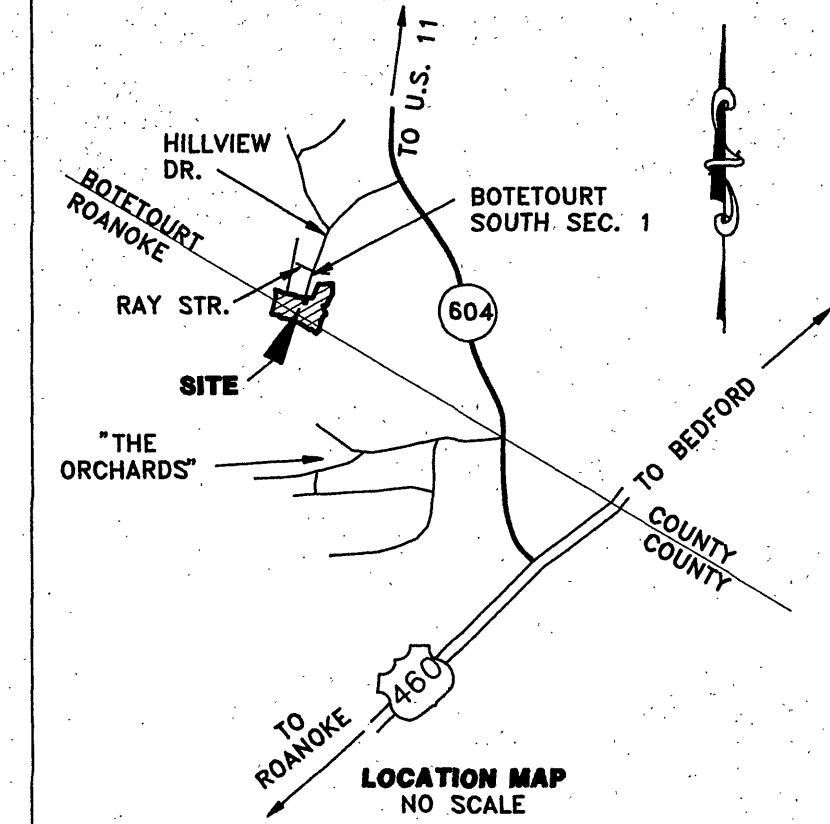 TO U.S. 11
HILLVIEW
DR.
BOTETOURT
ROANOKE
BOTETOURT
SOUTH SEC. 1
RAY STR.
604
SITE
"THE
ORCHARDS"
TO BEDFORD
COUNTY
COUNTY
460
TO
ROANOKE
LOCATION MAP
NO SCALE